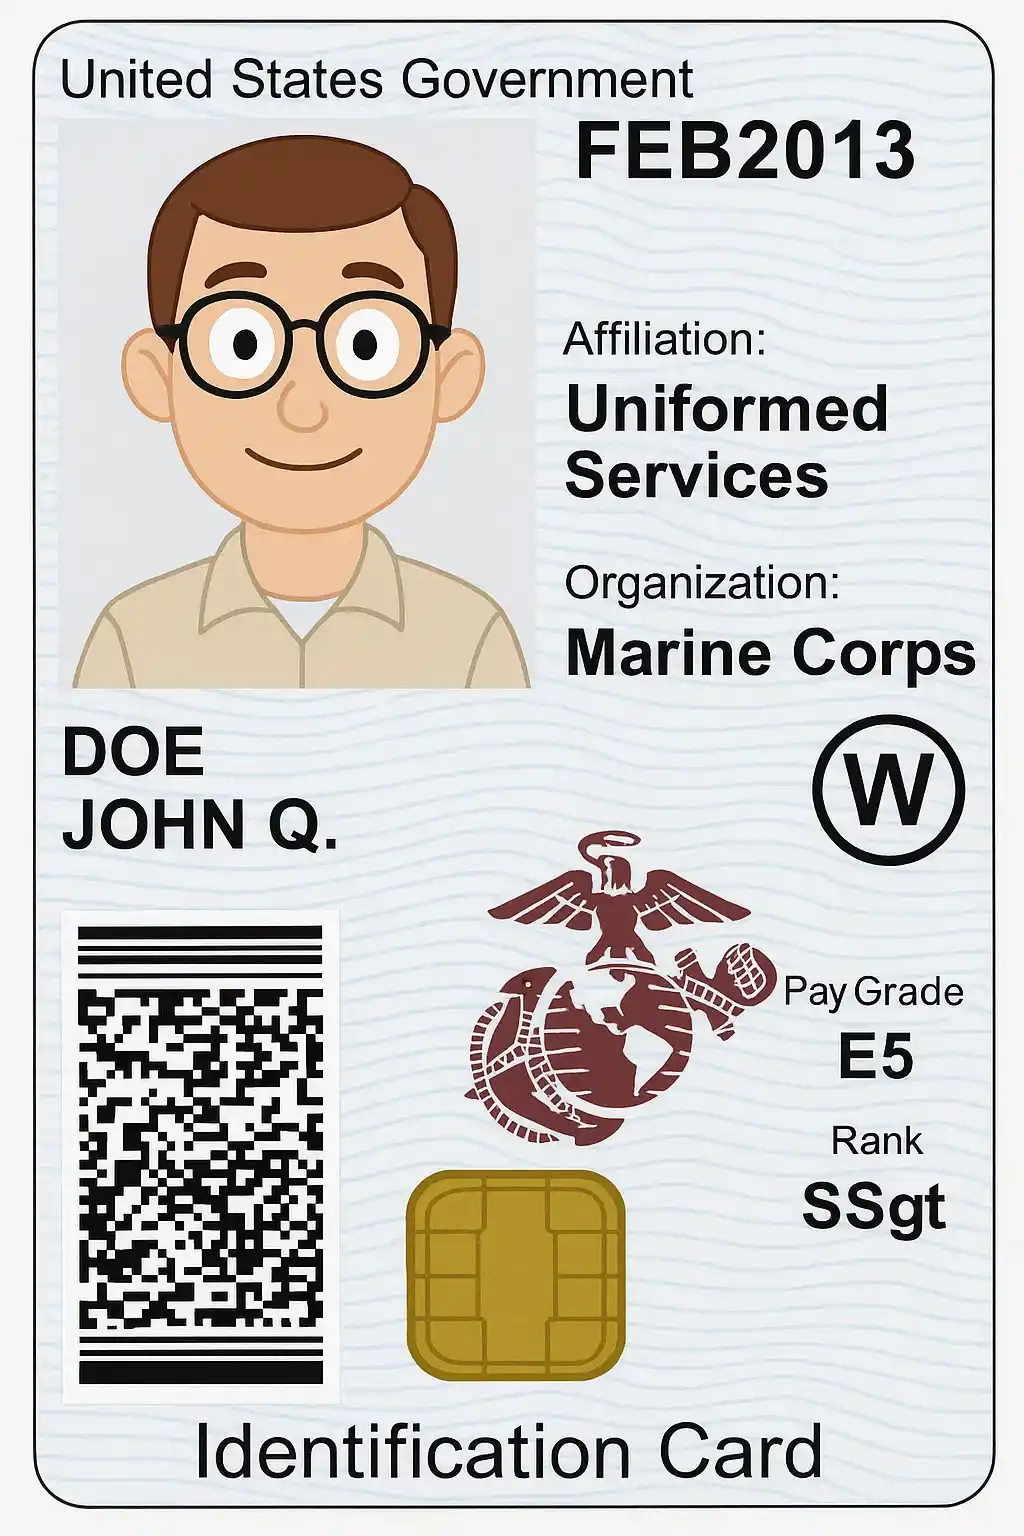 United States Government
FEB2013
Affiliation:
Uniformed
Services
Organization:
Marine Corps
DOE
JOHN Q.
W
Pay Grade
E5
Rank
SSgt
Identification Card